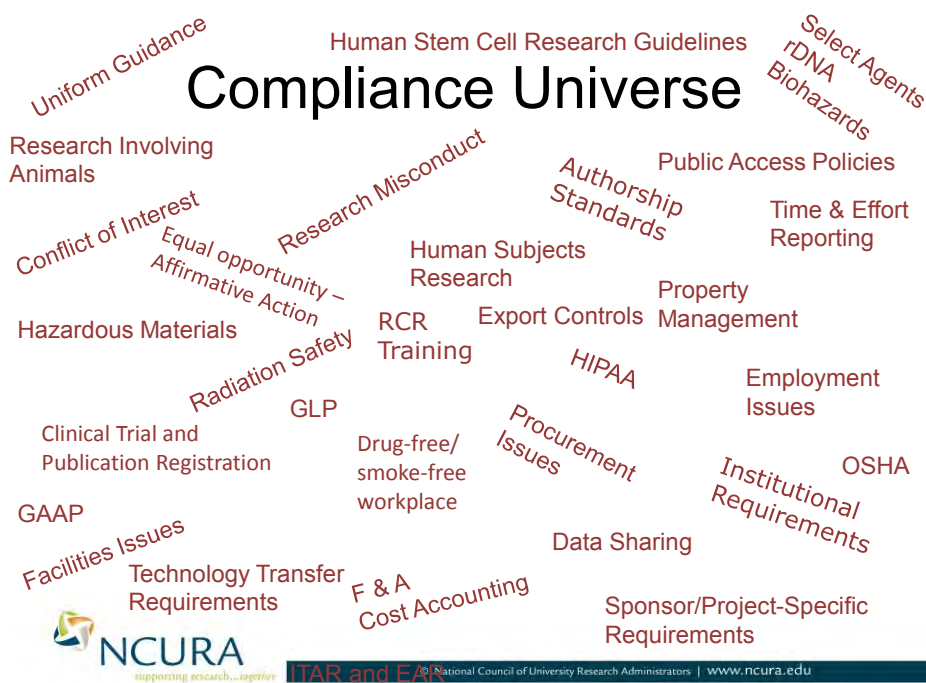 Uniform Guidance
Human Stem Cell Research Guidelines
Select Agents
rDNA
Biohazards
Compliance Universe
Research Involving
Animals
Research Misconduct
Authorship
Standards
Public Access Policies
Conflict of Interest
Equal opportunity –
Affirmative Action
Time & Effort
Reporting
Human Subjects
Research
Property
Management
Hazardous Materials
Radiation Safety
RCR
Training
Export Controls
HIPAA
Employment
Issues
GLP
Clinical Trial and
Publication Registration
Drug-free/
smoke-free
workplace
Procurement
Issues
Institutional
Requirements
OSHA
GAAP
Facilities Issues
Data Sharing
Technology Transfer
Requirements
F & A
Cost Accounting
Sponsor/Project-Specific
Requirements
NCURA
supporting research...together
ITAR and EAR
© National Council of University Research Administrators | www.ncura.edu